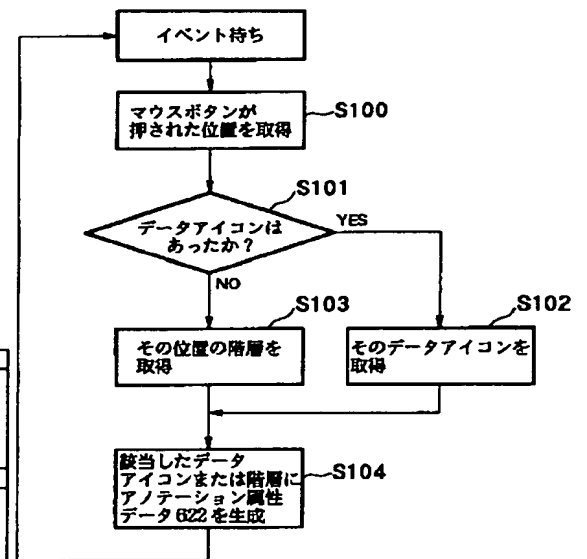 イベント待ち
マウスボタンが
押された位置を取得
S100
S101
データアイコンは
あったか？
YES
NO
S103
その位置の階層を
取得
S102
そのデータアイコンを
取得
該当したデータ
アイコンまたは階層に
アノテーション属性
データ622を生成
S104